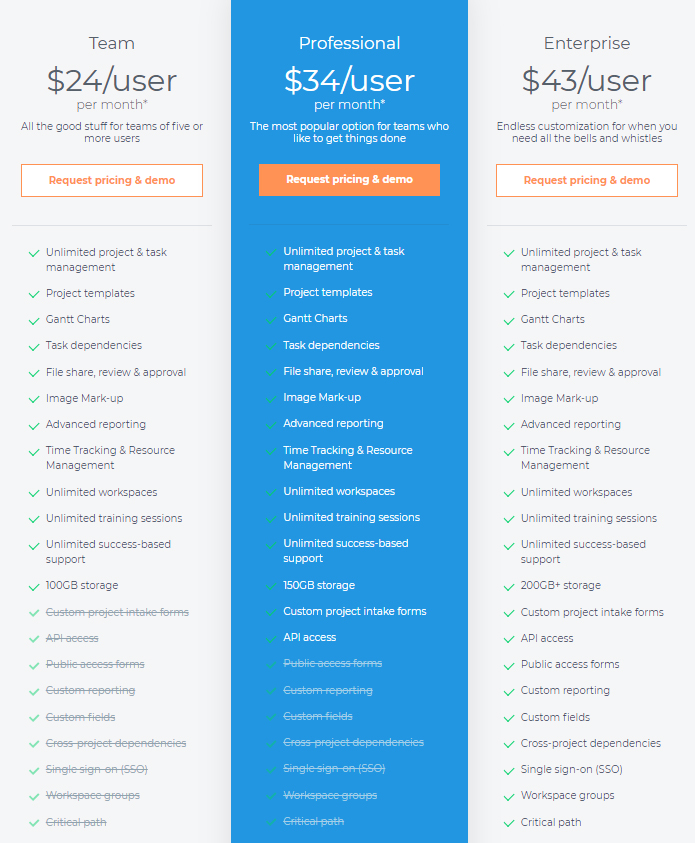 Team
$24/user
per month*
All the good stuff for teams of five or
more users
Request pricing & demo
Unlimited project & task
management
Project templates
Gantt Charts
Task dependencies
File share, review & approval
Image Mark-up
Advanced reporting
Time Tracking & Resource
Management
Unlimited workspaces
Unlimited training sessions
Unlimited success-based
support
100GB storage
Custom project intake forms
API access
Public access forms
Custom reporting
Custom fields
Cross-project dependencies
Single sign-on (SSO)
Workspace groups
Critical path
Professional
$34/user
per month*
The most popular option for teams who
like to get things done
Request pricing & demo
Unlimited project & task
management
Project templates
Gantt Charts
Task dependencies
File share, review & approval
Image Mark-up
Advanced reporting
Time Tracking & Resource
Management
Unlimited workspaces
Unlimited training sessions
Unlimited success-based
support
150GB storage
Custom project intake forms
API access
Public access forms
Custom reporting
Custom fields
Cross-project dependencies
Single sign-on (SSO)
Workspace groups
Critical path
Enterprise
$43/user
per month*
Endless customization for when you
need all the bells and whistles
Request pricing & demo
Unlimited project & task
management
Project templates
Gantt Charts
Task dependencies
File share, review & approval
Image Mark-up
Advanced reporting
Time Tracking & Resource
Management
Unlimited workspaces
Unlimited training sessions
Unlimited success-based
support
200GB+ storage
Custom project intake forms
API access
Public access forms
Custom reporting
Custom fields
Cross-project dependencies
Single sign-on (SSO)
Workspace groups
Critical path